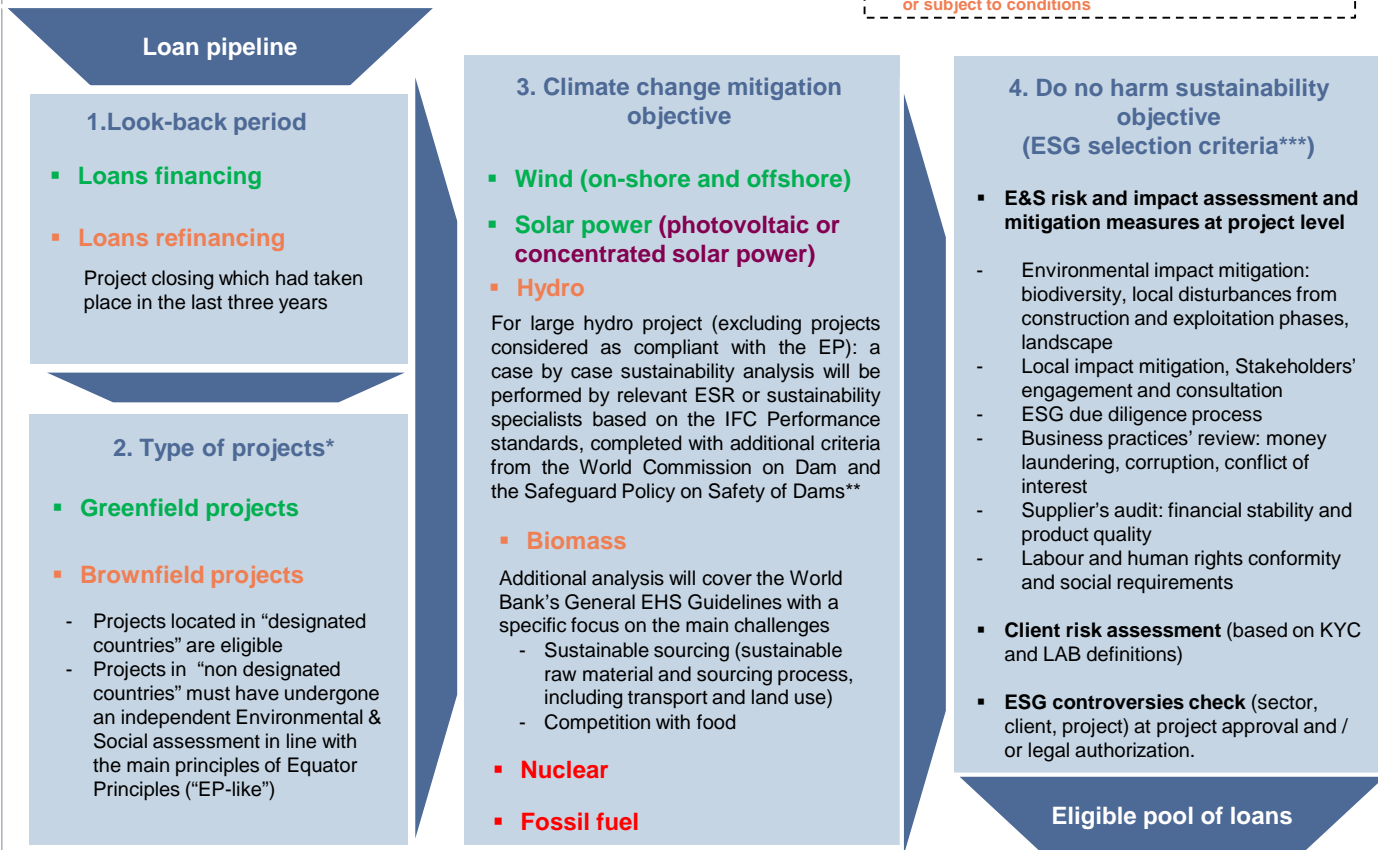 or subject to conditions
Loan pipeline
1.Look-back period
▪ Loans financing
▪ Loans refinancing
Project closing which had taken
place in the last three years
2. Type of projects*
▪ Greenfield projects
▪ Brownfield projects
- Projects located in “designated
countries” are eligible
- Projects in “non designated
countries” must have undergone
an independent Environmental &
Social assessment in line with
the main principles of Equator
Principles (“EP-like”)
3. Climate change mitigation
objective
▪ Wind (on-shore and offshore)
▪ Solar power (photovoltaic or
concentrated solar power)
▪ Hydro
For large hydro project (excluding projects
considered as compliant with the EP): a
case by case sustainability analysis will be
performed by relevant ESR or sustainability
specialists based on the IFC Performance
standards, completed with additional criteria
from the World Commission on Dam and
the Safeguard Policy on Safety of Dams**
▪ Biomass
Additional analysis will cover the World
Bank’s General EHS Guidelines with a
specific focus on the main challenges
- Sustainable sourcing (sustainable
raw material and sourcing process,
including transport and land use)
- Competition with food
▪ Nuclear
▪ Fossil fuel
4. Do no harm sustainability
objective
(ESG selection criteria***)
▪ E&S risk and impact assessment and
mitigation measures at project level
- Environmental impact mitigation:
biodiversity, local disturbances from
construction and exploitation phases,
landscape
- Local impact mitigation, Stakeholders’
engagement and consultation
- ESG due diligence process
- Business practices’ review: money
laundering, corruption, conflict of
interest
- Supplier’s audit: financial stability and
product quality
- Labour and human rights conformity
and social requirements
▪ Client risk assessment (based on KYC
and LAB definitions)
▪ ESG controversies check (sector,
client, project) at project approval and /
or legal authorization.
Eligible pool of loans